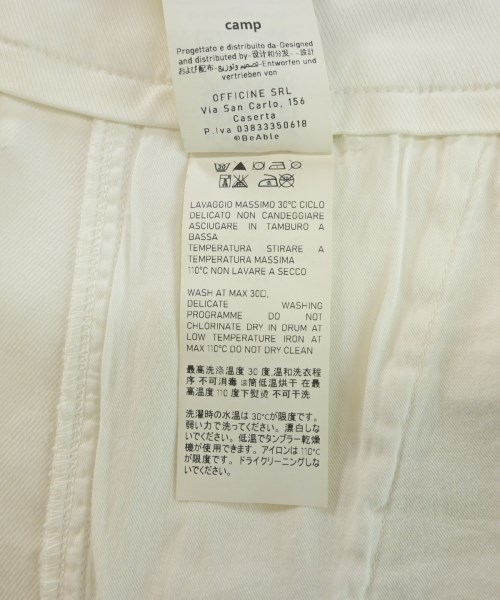 camp
Progettato e distribuito da-Designed
and distributed by-设计和分发-设计
および配布-تصميم وتوزيع-Entworfen und
vertrieben von
OFFICINE SRL
Via San Carlo, 156
Caserta
P.Iva 03833350618
©BeAble
LAVAGGIO MASSIMO 30°C CICLO
DELICATO NON CANDEGGIARE
ASCIUGARE IN TAMBURO A
BASSA
TEMPERATURA STIRARE A
TEMPERATURA MASSIMA
110°C NON LAVARE A SECCO
WASH AT MAX 30▯,
DELICATE WASHING
PROGRAMME DO NOT
CHLORINATE DRY IN DRUM AT
LOW TEMPERATURE IRON AT
MAX 110°C DO NOT DRY CLEAN
最高洗涤温度 30 度,温和洗衣程
序 不可消毒 滚筒低温烘干 在最
高温度 110 度下熨烫 不可干洗
洗濯時の水温は 30℃が限度です。
弱い力で洗ってください。漂白しな
いでください。低温でタンブラー乾燥
機が使用できます。アイロンは 110℃
が限度です。ドライクリーニングしな
いでください。